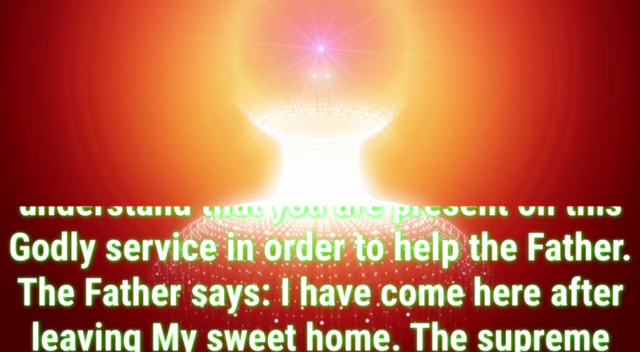 understand that you are present on this
Godly service in order to help the Father.
The Father says: I have come here after
leaving My sweet home. The supreme